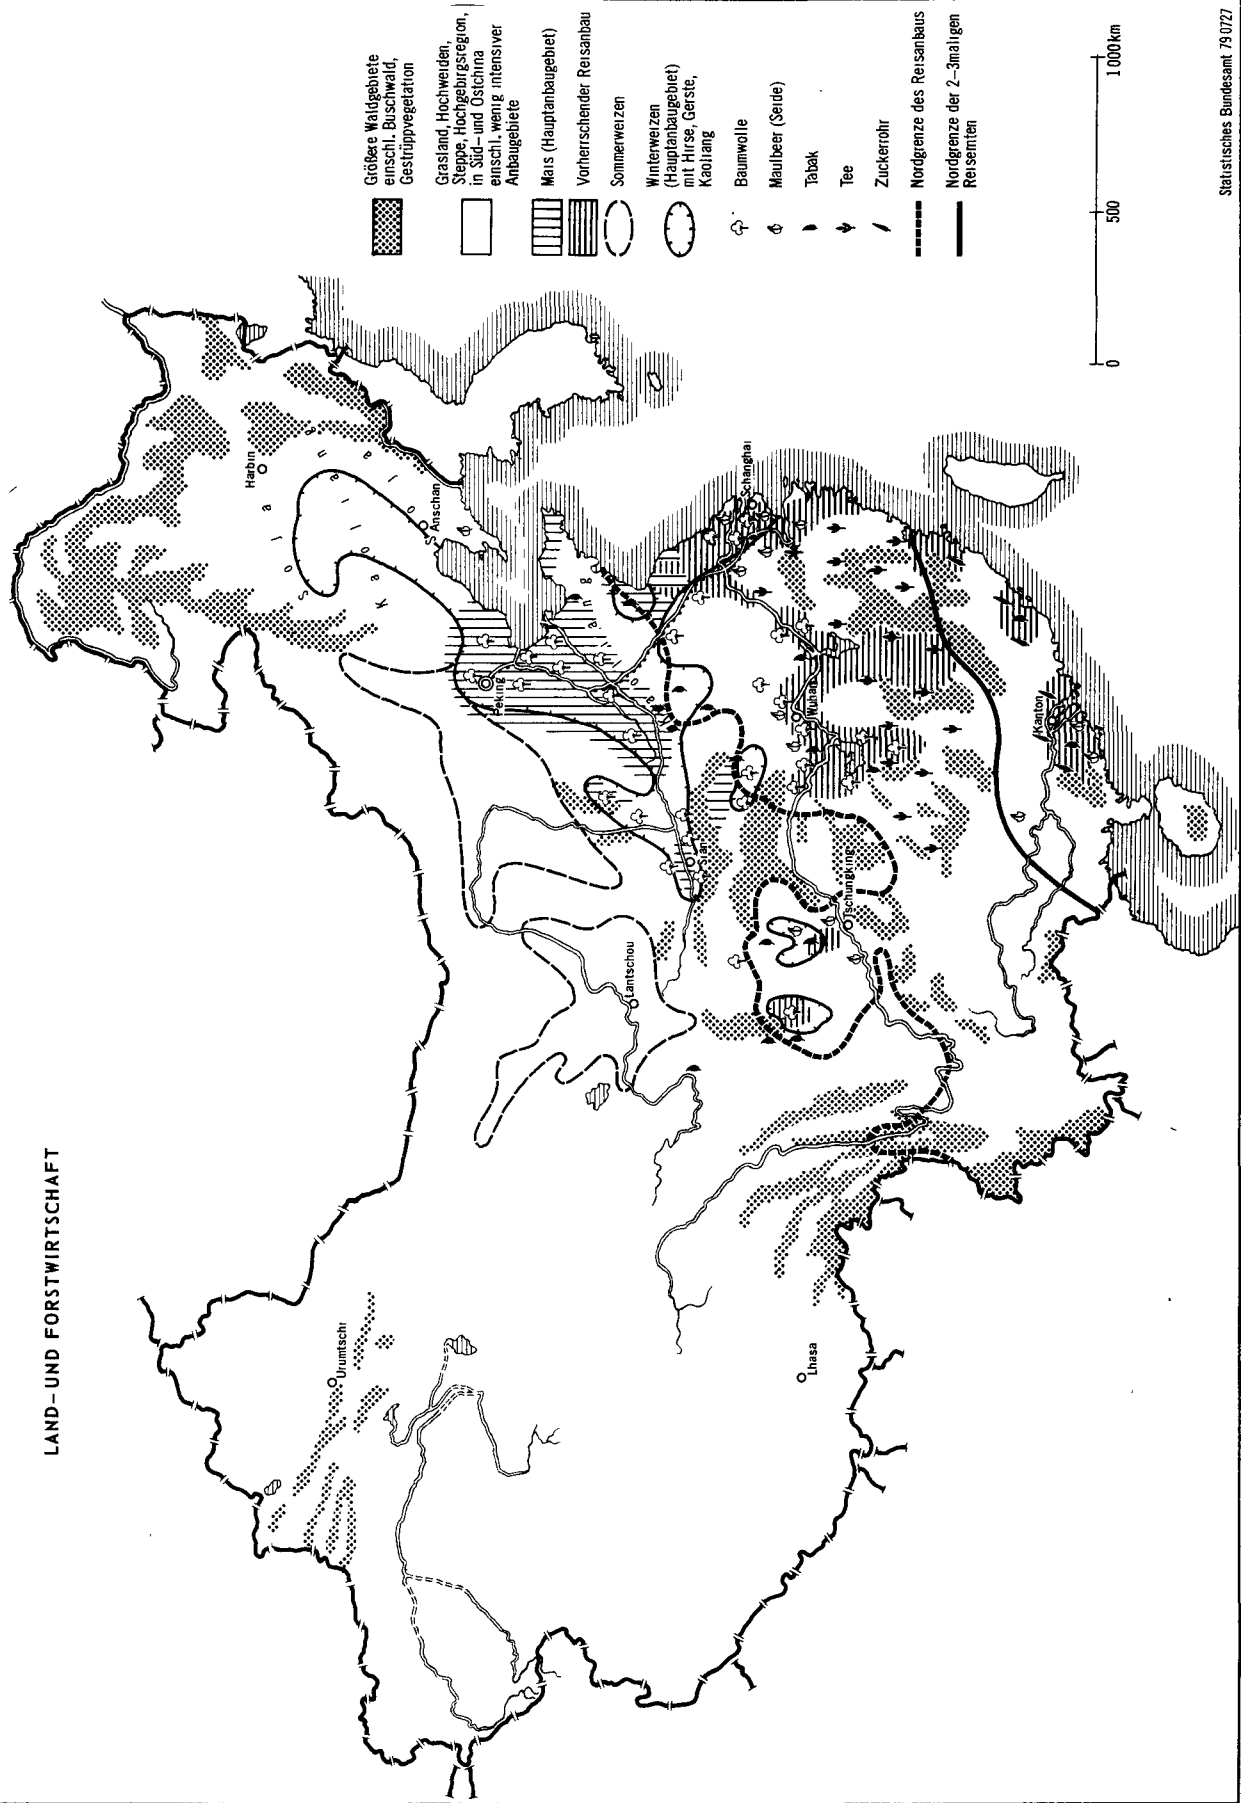 LAND- UND FORSTWIRTSCHAFT
Größere Waldgebiete
einschl. Buschwald,
Gestrüppvegetation
Grasland, Hochweiden,
Steppe, Hochgebirgsregion,
in Süd- und Ostchina
einschl. wenig intensiver
Anbaugebiete
Mais (Hauptanbaugebiet)
Vorherrschender Reisanbau
Sommerweizen
Winterweizen
(Hauptanbaugebiet)
mit Hirse, Gerste,
Kaoliang
Baumwolle
Maulbeer (Seide)
Tabak
Tee
Zuckerrohr
Nordgrenze des Reisanbaus
Nordgrenze der 2-3maligen
Reisernten
0
500
1000km
Harbin
Anschan
Peking
Urumtschi
Lantschou
Sian
Schanghai
Wuhan
Tschungking
Lhasa
Kanton
Statistisches Bundesamt 79 0727